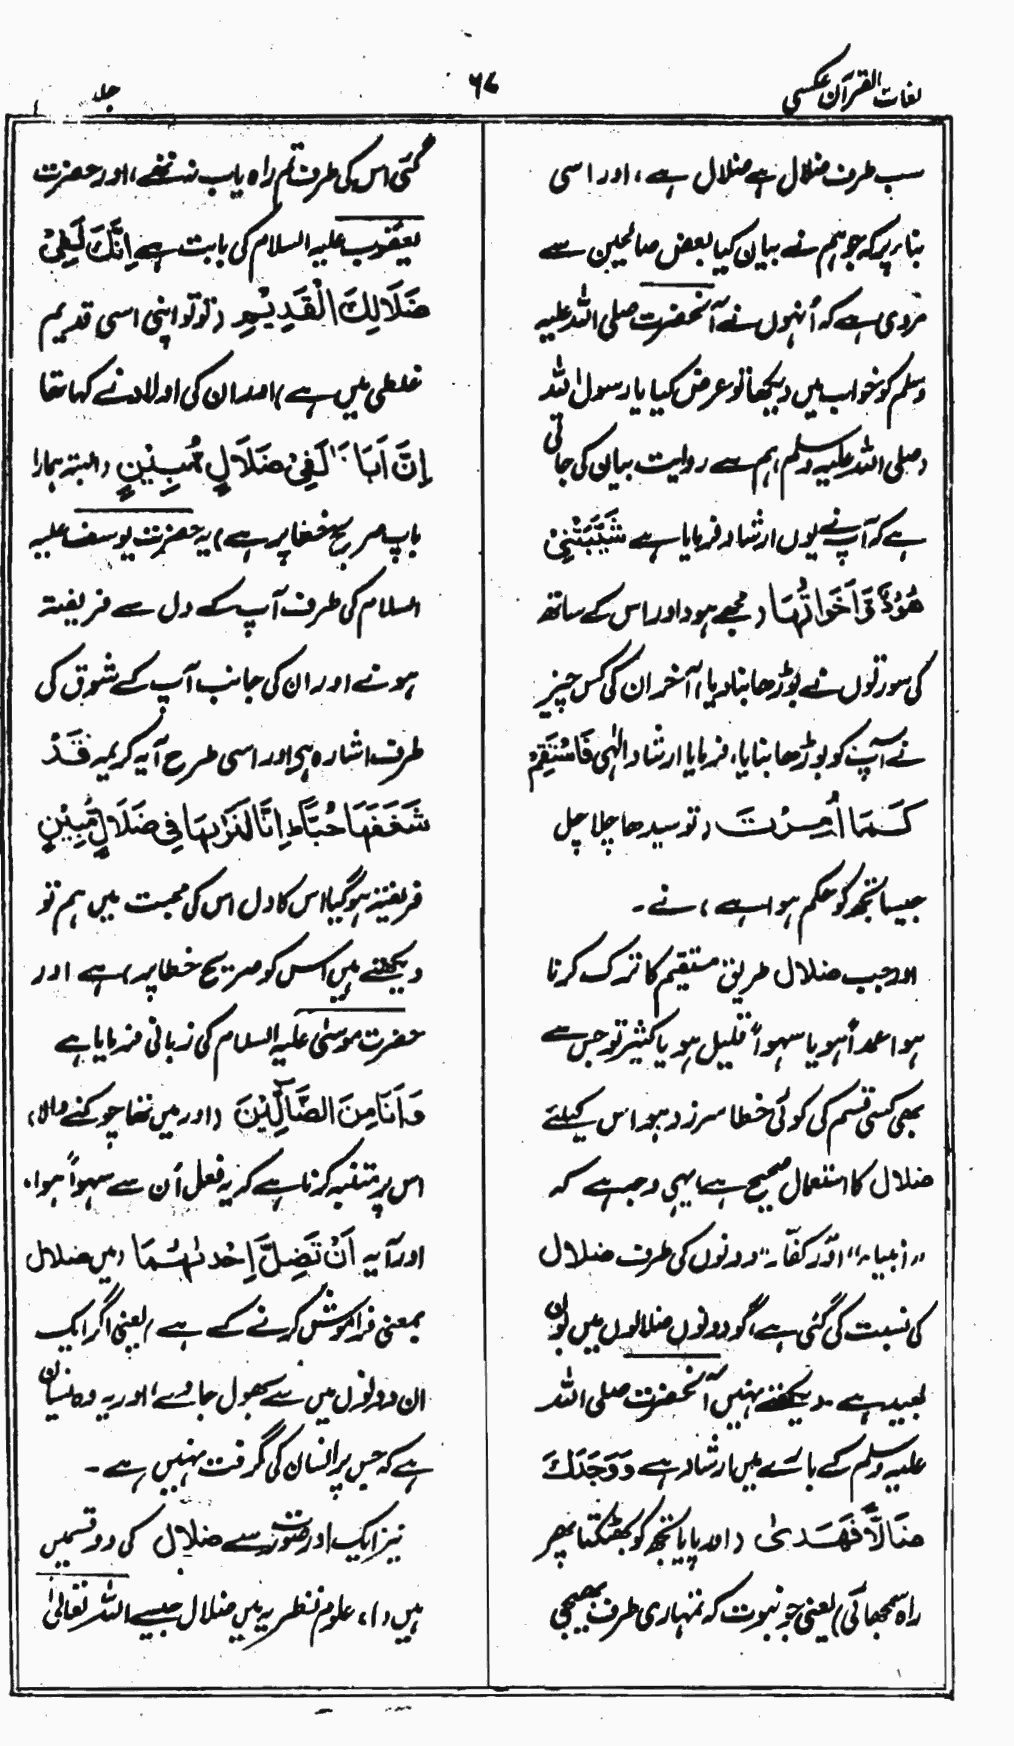 لغات القرآن عکسی
۶۷
جلد
سب طرف ضلال ہے ضلال ہے، اور اسی
بناء پر کہ جو ہم نے بیان کیا بعض صالحین سے
مروی ہے کہ اُنہوں نے آنحضرت صلی اللہ علیہ
وسلم کو خواب میں دیکھا تو عرض کیا یا رسول اللہ
(صلی اللہ علیہ وسلم) ہم سے روایت بیان کی جاتی
ہے کہ آپ نے یوں ارشاد فرمایا ہے شَيَّبَتْنِىْ
هُوْدٌ وَّاَخَوَاتُهَا (مجھے ہود اور اس کے ساتھ
کی سورتوں نے بوڑھا بنا دیا) آخر ان کی کس چیز
نے آپ کو بوڑھا بنایا، فرمایا ارشاد الٰہی فَاسْتَقِمْ
كَمَا اُمِرْتَ (تو سیدھا چلا چل
جیسا تجھ کو حکم ہوا ہے) نے۔
اور جب ضلال طریق مستقیم کا ترک کرنا
ہوا عمداً ہو یا سہواً قلیل ہو یا کثیر تو جس سے
بھی کسی قسم کی کوئی خطا سرزد ہو اس کیلئے
ضلال کا استعمال صحیح ہے یہی وجہ ہے کہ
"انبیاء" اور "کفّار" دونوں کی طرف ضلال
کی نسبت کی گئی ہے گو دونوں ضلالوں میں بون
بعید ہے۔ دیکھئے نہیں آنحضرت صلی اللہ
علیہ وسلم کے بارے میں ارشاد ہے وَوَجَدَكَ
ضَالًّا فَهَدٰى (اور پایا تجھ کو بھٹکتا پھر
راہ سمجھائی) یعنی جو نبوت کہ تمہاری طرف بھیجی
گئی اس کی طرف تم راہ یاب نہ تھے، اور حضرت
یعقوب علیہ السلام کی بابت ہے اِنَّكَ لَفِىْ
ضَلَالِكَ الْقَدِيْمِ (تو تو اپنی اسی قدیم
غلطی میں ہے) اور ان کی اولاد نے کہا تھا
اِنَّ اَبَانَا لَفِىْ ضَلَالٍ مُّبِيْنٍ (البتہ ہمارا
باپ صریح خطا پر ہے) یہ حضرت یوسف علیہ
السلام کی طرف آپ کے دل سے فریفتہ
ہونے اور ان کی جانب آپ کے شوق کی
طرف اشارہ ہے اور اسی طرح آیہ کریمہ قَدْ
شَغَفَهَا حُبًّا اِنَّا لَنَرٰىهَا فِىْ ضَلَالٍ مُّبِيْنٍ
فریفتہ ہو گیا اس کا دل اس کی محبت میں ہم تو
دیکھتے ہیں اس کو صریح خطا پر) ہے اور
حضرت موسٰی علیہ السلام کی زبانی فرمایا ہے
وَاَنَا مِنَ الضَّآلِّيْنَ (اور میں تھا چوکنے والا)
اس پر متنبہ کرنا ہے کہ یہ فعل اُن سے سہواً ہوا۔
اور آیہ اَنْ تَضِلَّ اِحْدٰىهُمَا میں ضلال
بمعنی فراموش کرنے کے ہے (یعنی اگر ایک
ان دونوں میں سے بھول جاوے) اور یہ وہ نسیان
ہے کہ جس پر انسان کی گرفت نہیں ہے۔
نیز ایک اور صورت سے ضلال کی دو قسمیں
ہیں (۱)، علوم نظریہ میں ضلال جیسے اللہ تعالیٰ